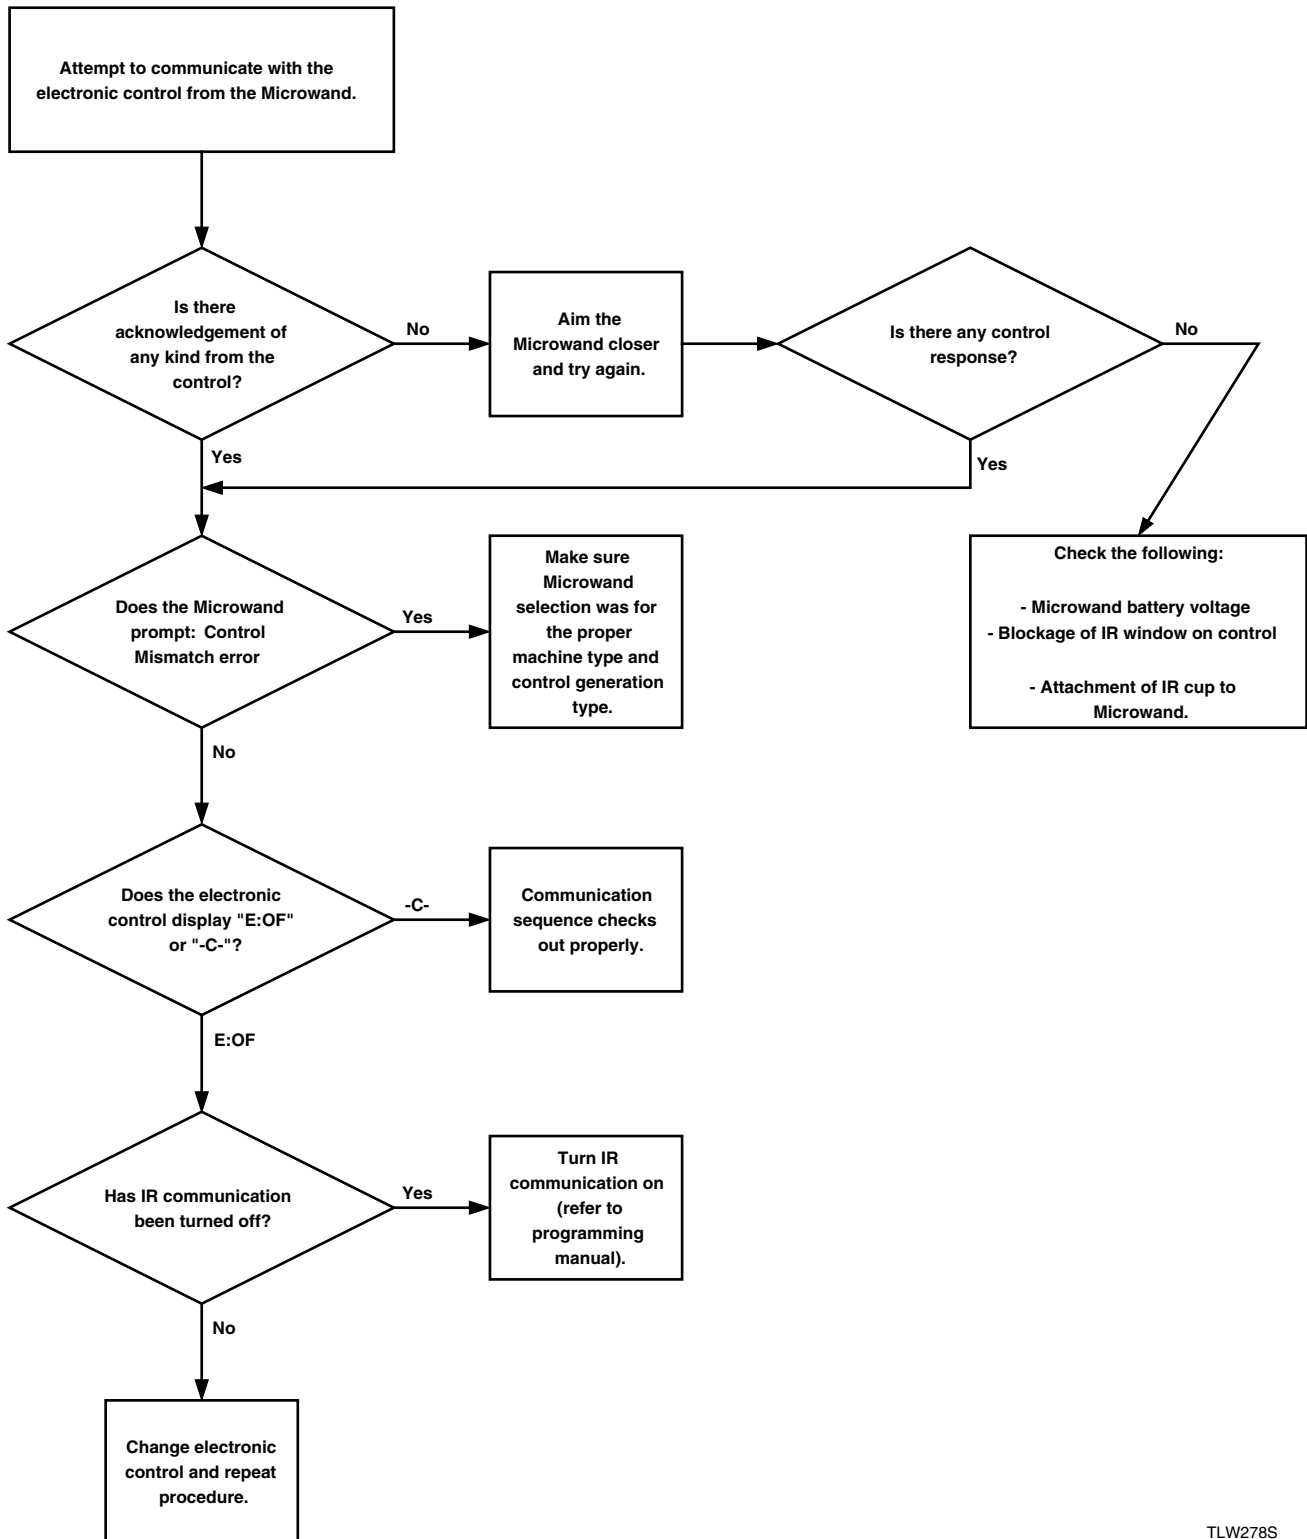 Attempt to communicate with the
electronic control from the Microwand.
Is there
acknowledgement of
any kind from the
control?
No
Aim the
Microwand closer
and try again.
Is there any control
response?
No
Yes
Yes
Check the following:
- Microwand battery voltage
- Blockage of IR window on control
- Attachment of IR cup to
Microwand.
Does the Microwand
prompt: Control
Mismatch error
Yes
Make sure
Microwand
selection was for
the proper
machine type and
control generation
type.
No
Does the electronic
control display "E:OF"
or "-C-"?
-C-
Communication
sequence checks
out properly.
E:OF
Has IR communication
been turned off?
Yes
Turn IR
communication on
(refer to
programming
manual).
No
Change electronic
control and repeat
procedure.
TLW278S